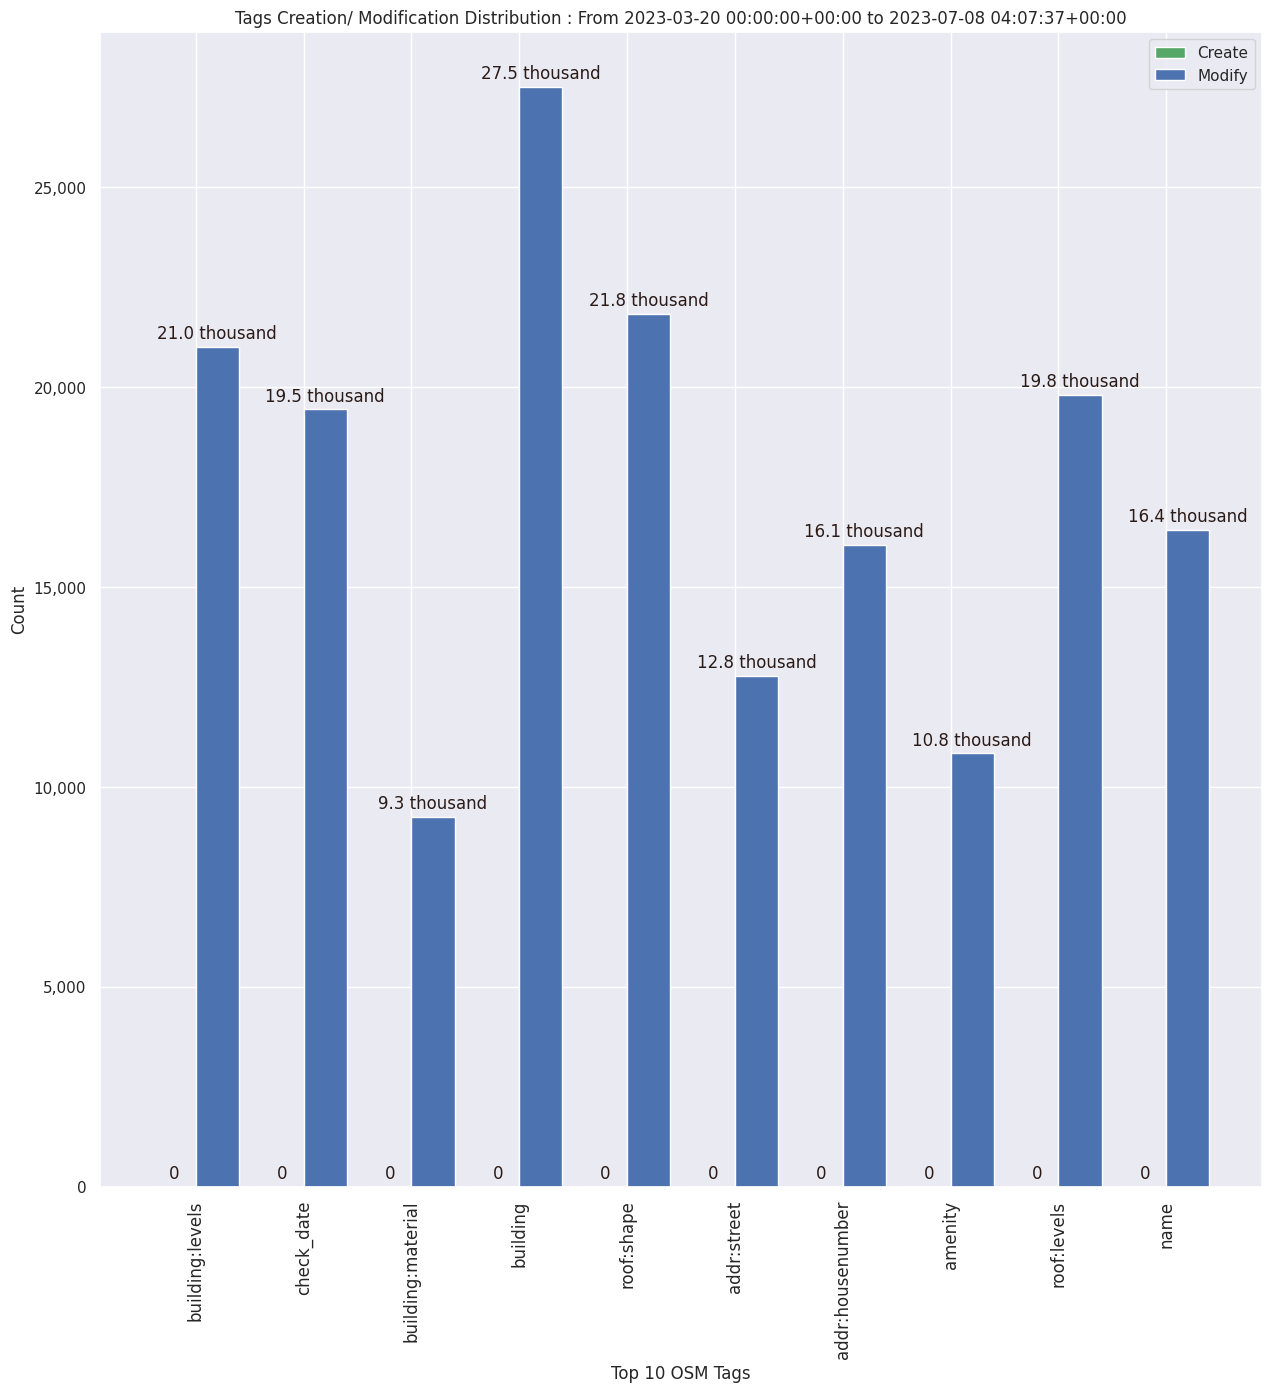 Tags Creation/ Modification Distribution : From 2023-03-20 00:00:00+00:00 to 2023-07-08 04:07:37+00:00
Create
Modify
27.5 thousand
25,000
21.8 thousand
21.0 thousand
20,000
19.8 thousand
19.5 thousand
16.4 thousand
16.1 thousand
15,000
12.8 thousand
10.8 thousand
10,000
9.3 thousand
5,000
0
0 0 0 0 0 0 0 0 0 0
Count
building:levels
check_date
building:material
building
roof:shape
addr:street
addr:housenumber
amenity
roof:levels
name
Top 10 OSM Tags